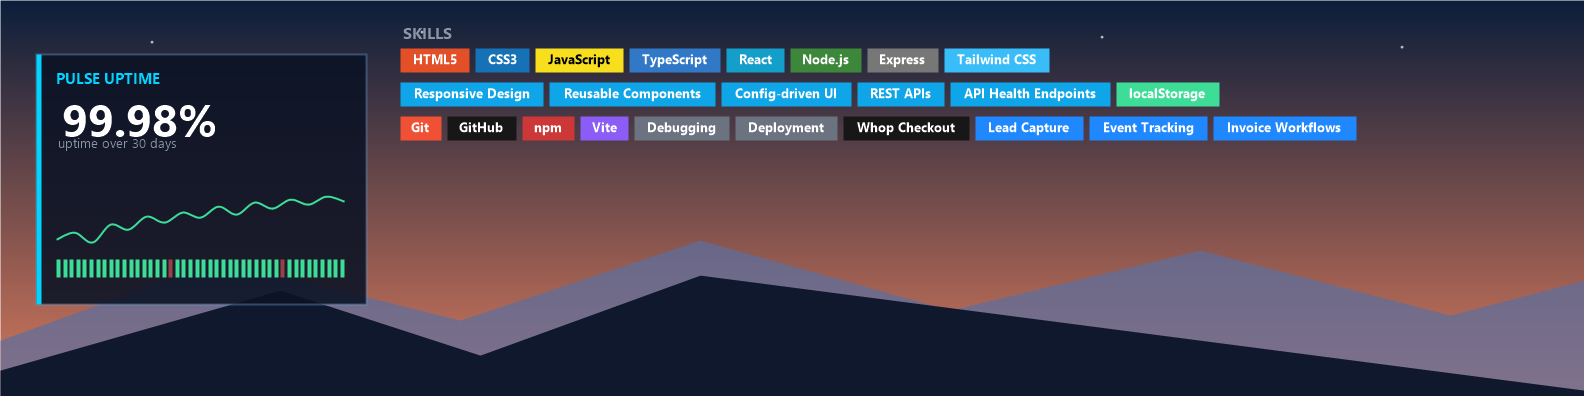 PULSE UPTIME
99.98%
uptime over 30 days
SKILLS
HTML5 CSS3 JavaScript TypeScript React Node.js Express Tailwind CSS
Responsive Design Reusable Components Config-driven UI REST APIs API Health Endpoints localStorage
Git GitHub npm Vite Debugging Deployment Whop Checkout Lead Capture Event Tracking Invoice Workflows